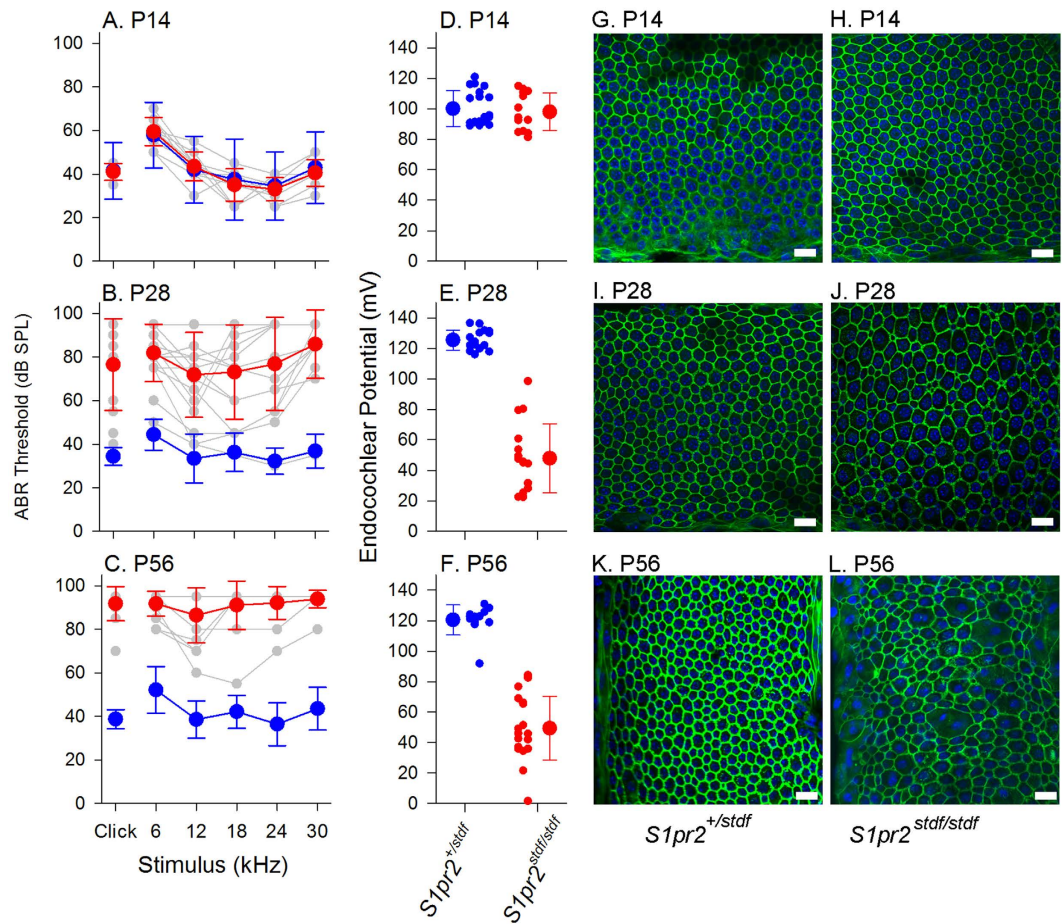 A. P14
D. P14
G. P14
H. P14
100
80
60
40
20
0
140
120
100
80
60
40
20
0
B. P28
E. P28
I. P28
J. P28
100
80
60
40
20
0
140
120
100
80
60
40
20
0
ABR Threshold (dB SPL)
Endocochlear Potential (mV)
C. P56
F. P56
K. P56
L. P56
100
80
60
40
20
0
140
120
100
80
60
40
20
0
Click 6 12 18 24 30
Stimulus (kHz)
S1pr2+/stdf
S1pr2stdf/stdf
S1pr2+/stdf
S1pr2stdf/stdf